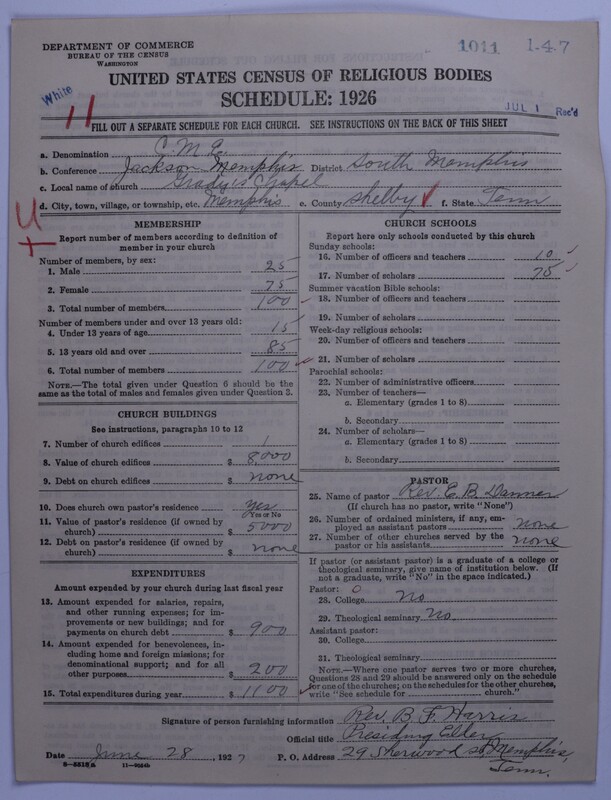 DEPARTMENT OF COMMERCE
BUREAU OF THE CENSUS
WASHINGTON
1011 1-4-7
White
UNITED STATES CENSUS OF RELIGIOUS BODIES
SCHEDULE: 1926
JUL 1 Rec'd
11
FILL OUT A SEPARATE SCHEDULE FOR EACH CHURCH. SEE INSTRUCTIONS ON THE BACK OF THIS SHEET
a. Denomination C. M. E.
b. Conference Jackson Memphis District South Memphis
c. Local name of church Grady's Chapel
d. City, town, village, or township, etc. Memphis e. County Shelby f. State Tenn
MEMBERSHIP
Report number of members according to definition of
member in your church
Number of members, by sex:
1. Male 25
2. Female 75
3. Total number of members 100
Number of members under and over 13 years old:
4. Under 13 years of age 15
5. 13 years old and over 85
6. Total number of members 100
NOTE.—The total given under Question 6 should be
same as the total of males and females given under Question 3.
CHURCH BUILDINGS
See instructions, paragraphs 10 to 12
7. Number of church edifices 1
8. Value of church edifices $ 8,000
9. Debt on church edifices $ none
10. Does church own pastor's residence yes
Yes or No
11. Value of pastor's residence (if owned by
church) $ 5000
12. Debt on pastor's residence (if owned by
church) $ none
EXPENDITURES
Amount expended by your church during last fiscal year
13. Amount expended for salaries, repairs,
and other running expenses; for im-
provements or new buildings; and for
payments on church debt $ 900
14. Amount expended for benevolences,
including home and foreign missions; for
denominational support; and for all
other purposes $ 200
15. Total expenditures during year $ 1100
CHURCH SCHOOLS
Report here only schools conducted by this church
Sunday schools:
16. Number of officers and teachers 10
17. Number of scholars 75
Summer vacation Bible schools:
18. Number of officers and teachers
19. Number of scholars
Week-day religious schools:
20. Number of officers and teachers
21. Number of scholars
Parochial schools:
22. Number of administrative officers
23. Number of teachers—
a. Elementary (grades 1 to 8)
b. Secondary
24. Number of scholars—
a. Elementary (grades 1 to 8)
b. Secondary
PASTOR
25. Name of pastor Rev. E. B. Danner
(If church has no pastor, write "None")
26. Number of ordained ministers, if any, em-
ployed as assistant pastors none
27. Number of other churches served by the
pastor or his assistants none
If pastor (or assistant pastor) is a graduate of a college or
theological seminary, give name of institution below. (If
not a graduate, write "No" in the space indicated.)
Pastor:
28. College No
29. Theological seminary No
Assistant pastor:
30. College
31. Theological seminary
NOTE.—Where one pastor serves two or more churches,
Questions 28 and 29 should be answered only on the schedule
for one of the churches; on the schedules for the other churches,
write "See schedule for church."
Signature of person furnishing information Rev. B. F. Harris
Official title Presiding Elder
Date June 28, 1927 P. O. Address 29 Sherwood st, Memphis,
Tenn.